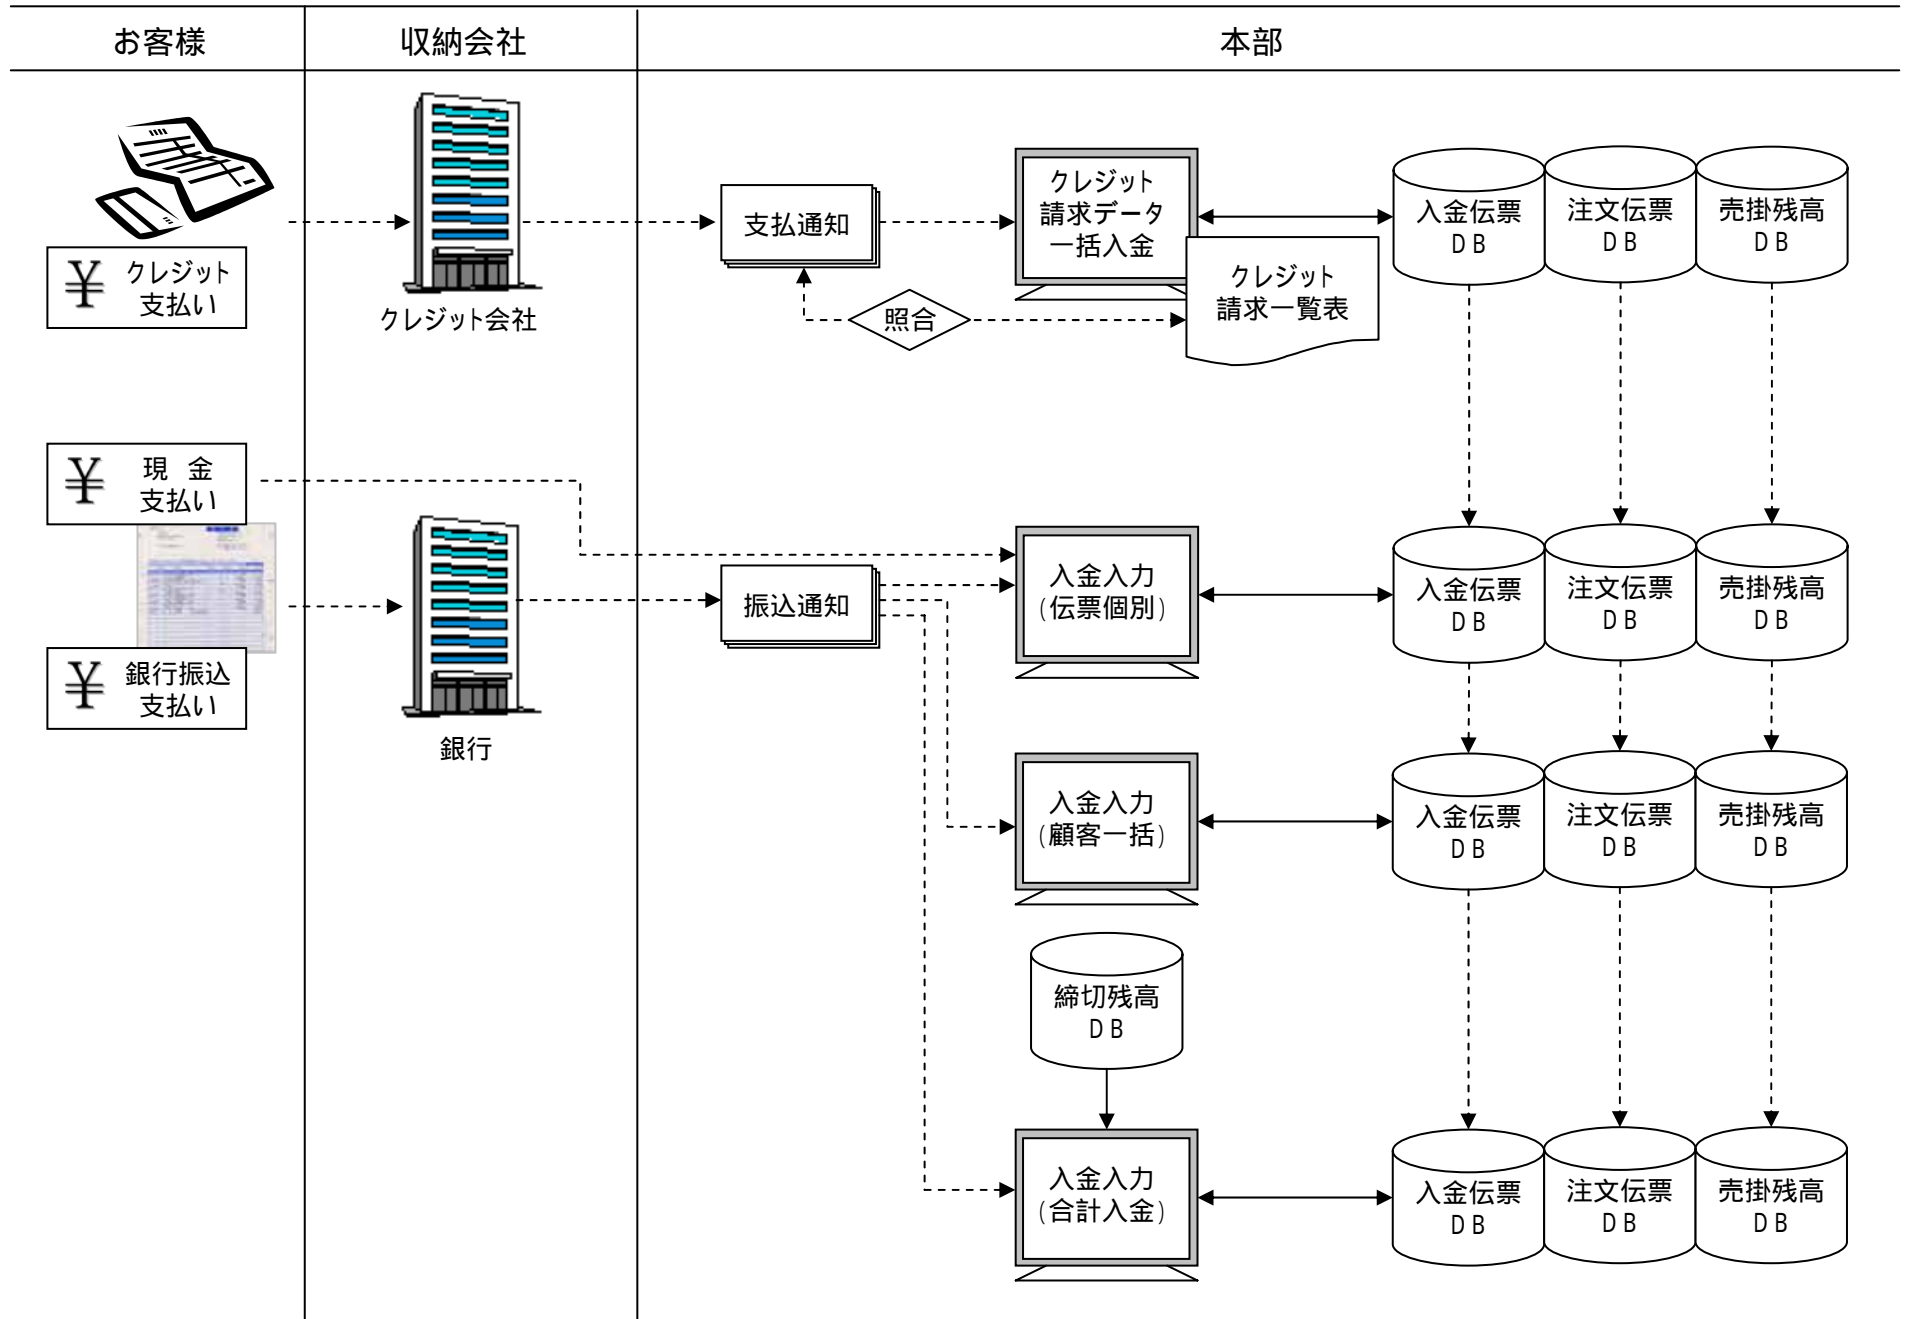 お客様
収納会社
本部
¥
クレジット
支払い
クレジット会社
支払通知
クレジット
請求データ
一括入金
クレジット
請求一覧表
照合
入金伝票
DB
注文伝票
DB
売掛残高
DB
¥
現 金
支払い
¥
銀行振込
支払い
銀行
振込通知
入金入力
(伝票個別)
入金伝票
DB
注文伝票
DB
売掛残高
DB
入金入力
(顧客一括)
入金伝票
DB
注文伝票
DB
売掛残高
DB
締切残高
DB
入金入力
(合計入金)
入金伝票
DB
注文伝票
DB
売掛残高
DB